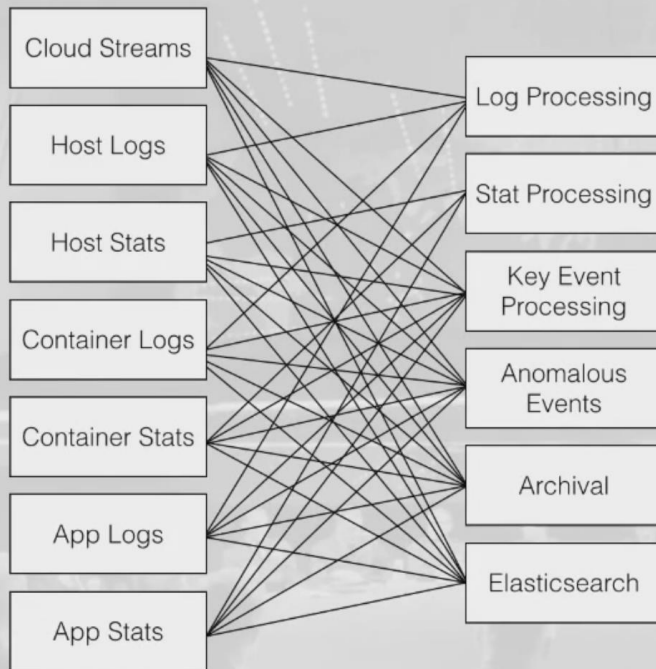 Cloud Streams
Host Logs
Host Stats
Container Logs
Container Stats
App Logs
App Stats
Log Processing
Stat Processing
Key Event
Processing
Anomalous
Events
Archival
Elasticsearch